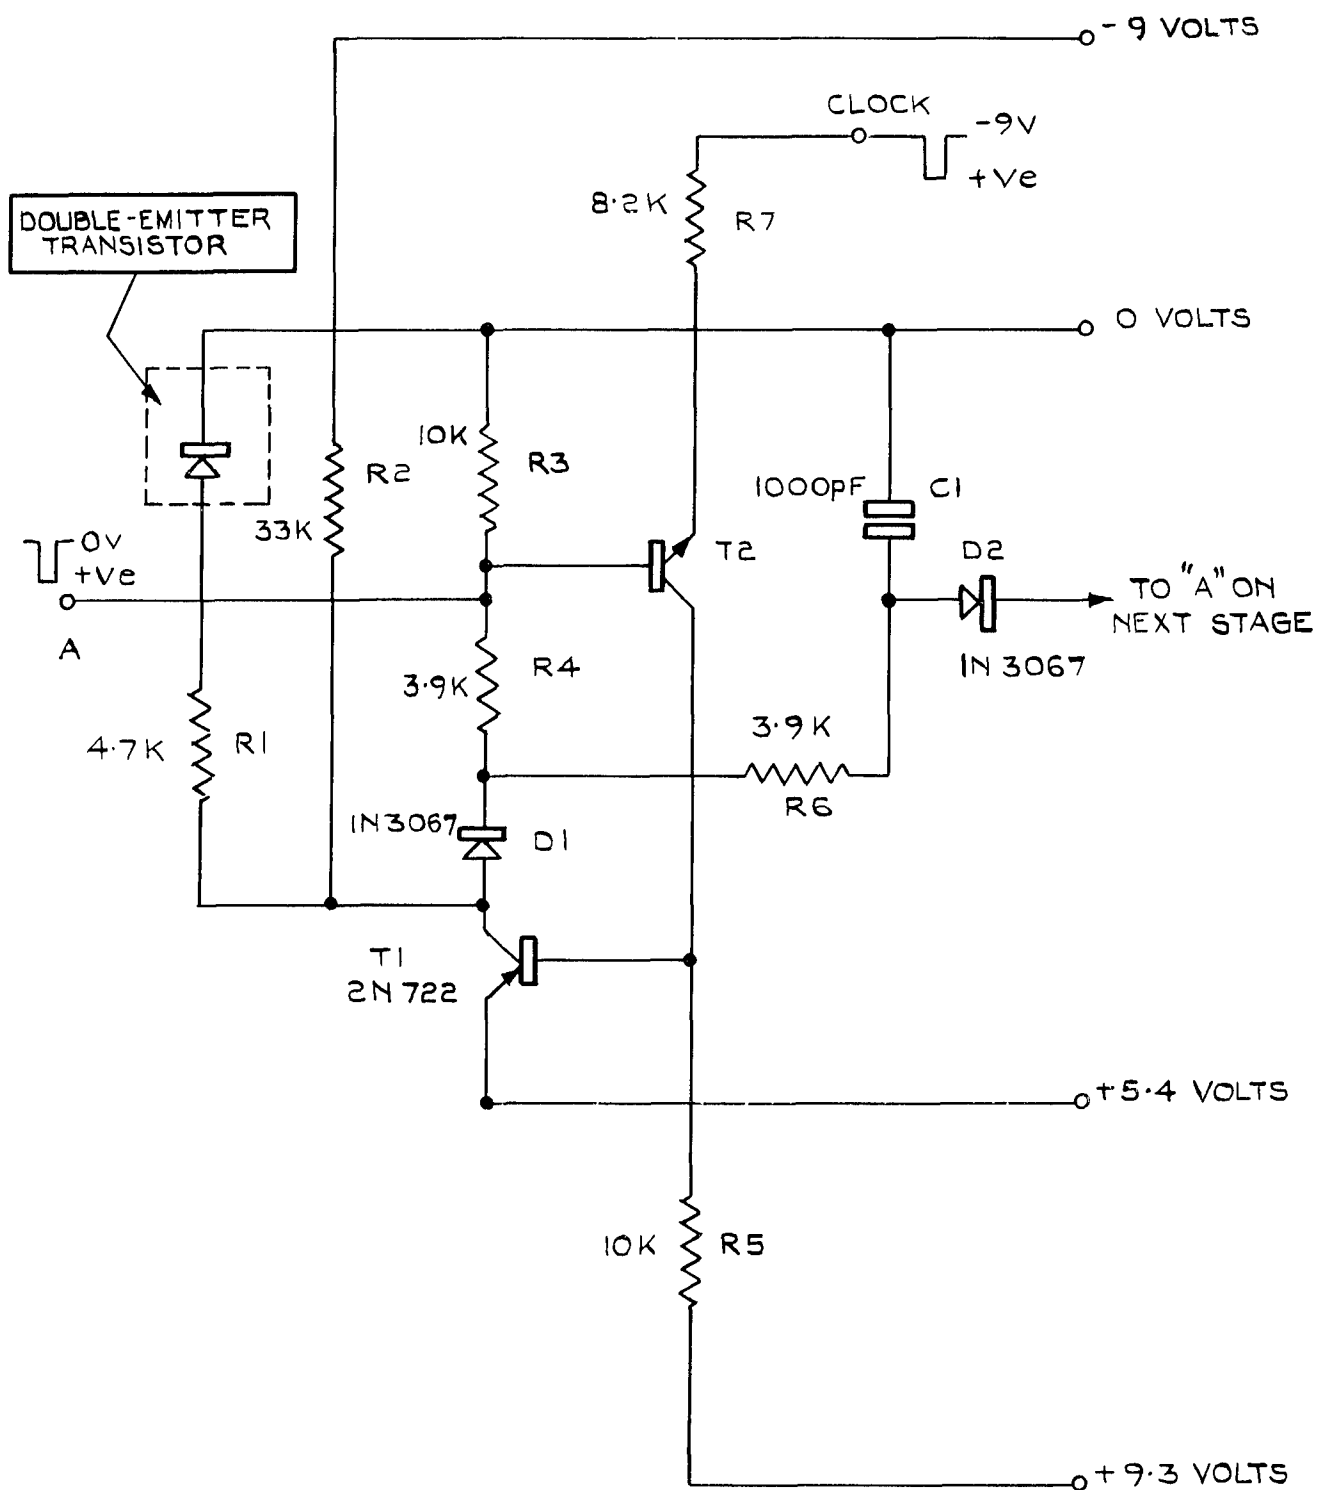 - 9 VOLTS
CLOCK
-9V
+Ve
8·2K
R7
DOUBLE-EMITTER
TRANSISTOR
0 VOLTS
10K
R3
R2
33K
1000pF
C1
T2
D2
0v
+Ve
A
TO "A" ON
NEXT STAGE
IN 3067
R4
3·9K
4·7K
R1
3·9K
R6
IN3067
D1
T1
2N 722
+5·4 VOLTS
10K
R5
+ 9·3 VOLTS